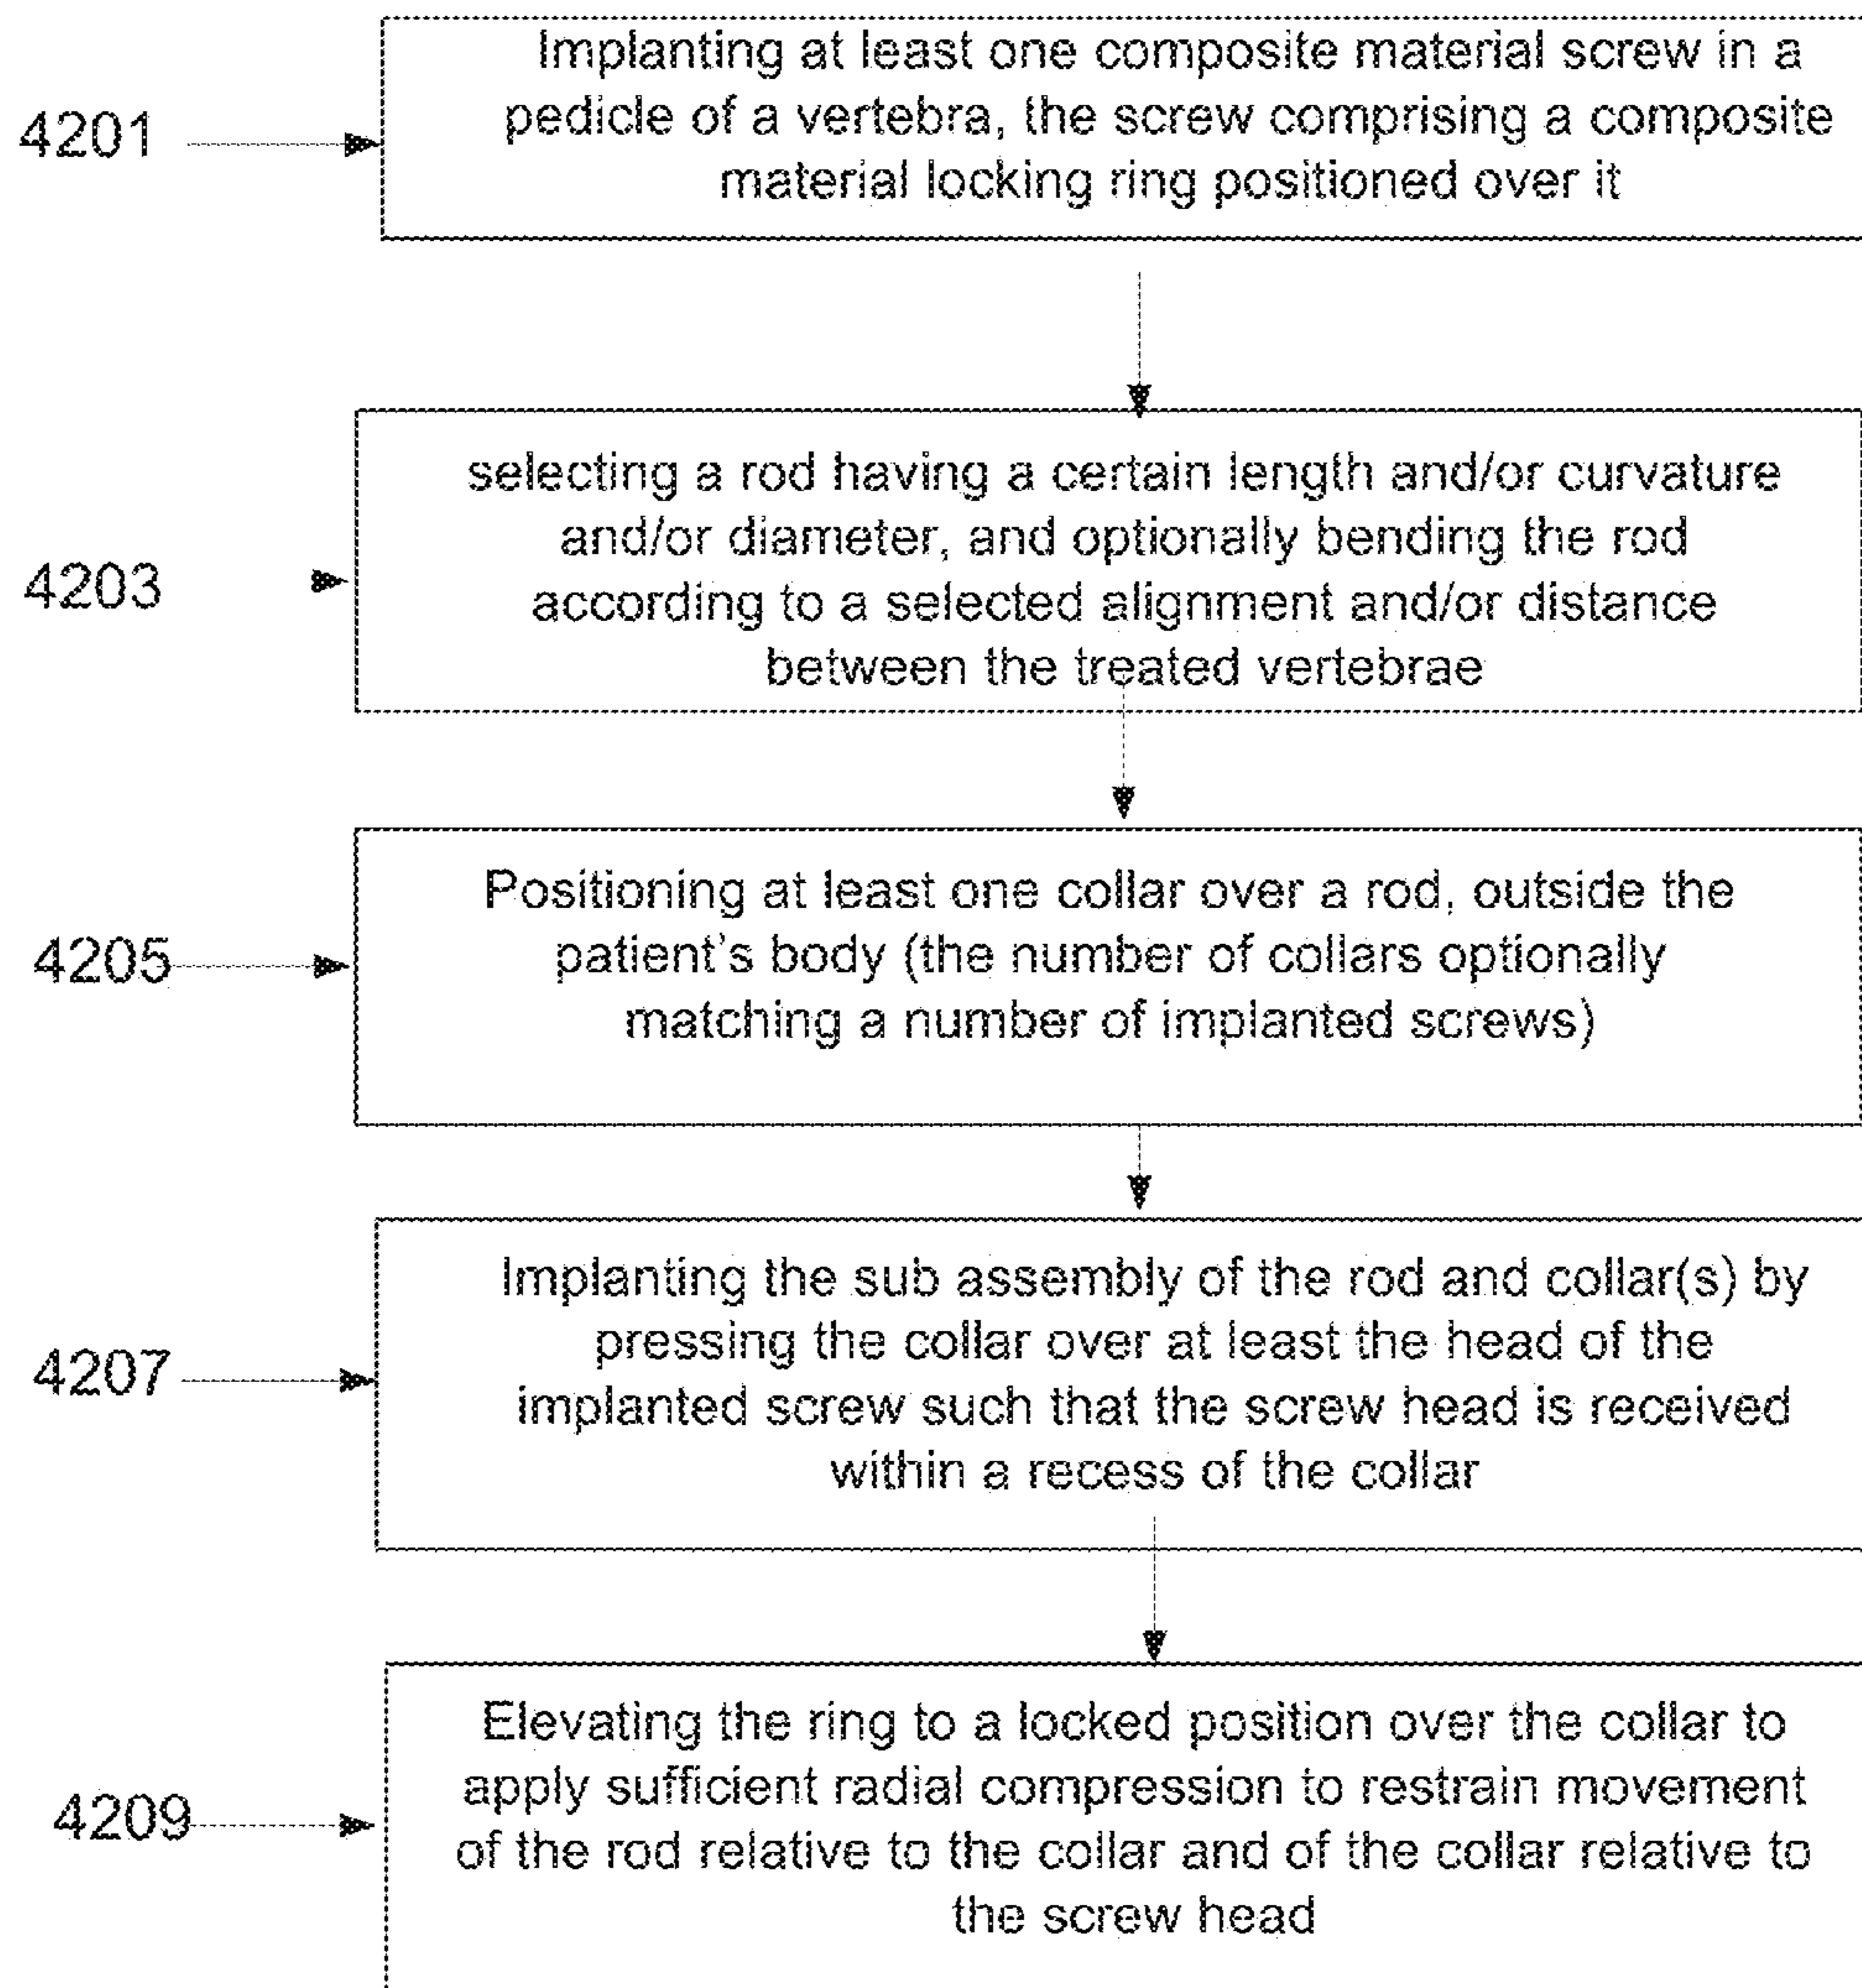 Implanting at least one composite material screw in a
pedicle of a vertebra, the screw comprising a composite
material locking ring positioned over it
4201
selecting a rod having a certain length and/or curvature
and/or diameter, and optionally bending the rod
according to a selected alignment and/or distance
between the treated vertebrae
4203
Positioning at least one collar over a rod, outside the
patient's body (the number of collars optionally
matching a number of implanted screws)
4205
Implanting the sub assembly of the rod and collar(s) by
pressing the collar over at least the head of the
implanted screw such that the screw head is received
within a recess of the collar
4207
Elevating the ring to a locked position over the collar to
apply sufficient radial compression to restrain movement
of the rod relative to the collar and of the collar relative to
the screw head
4209